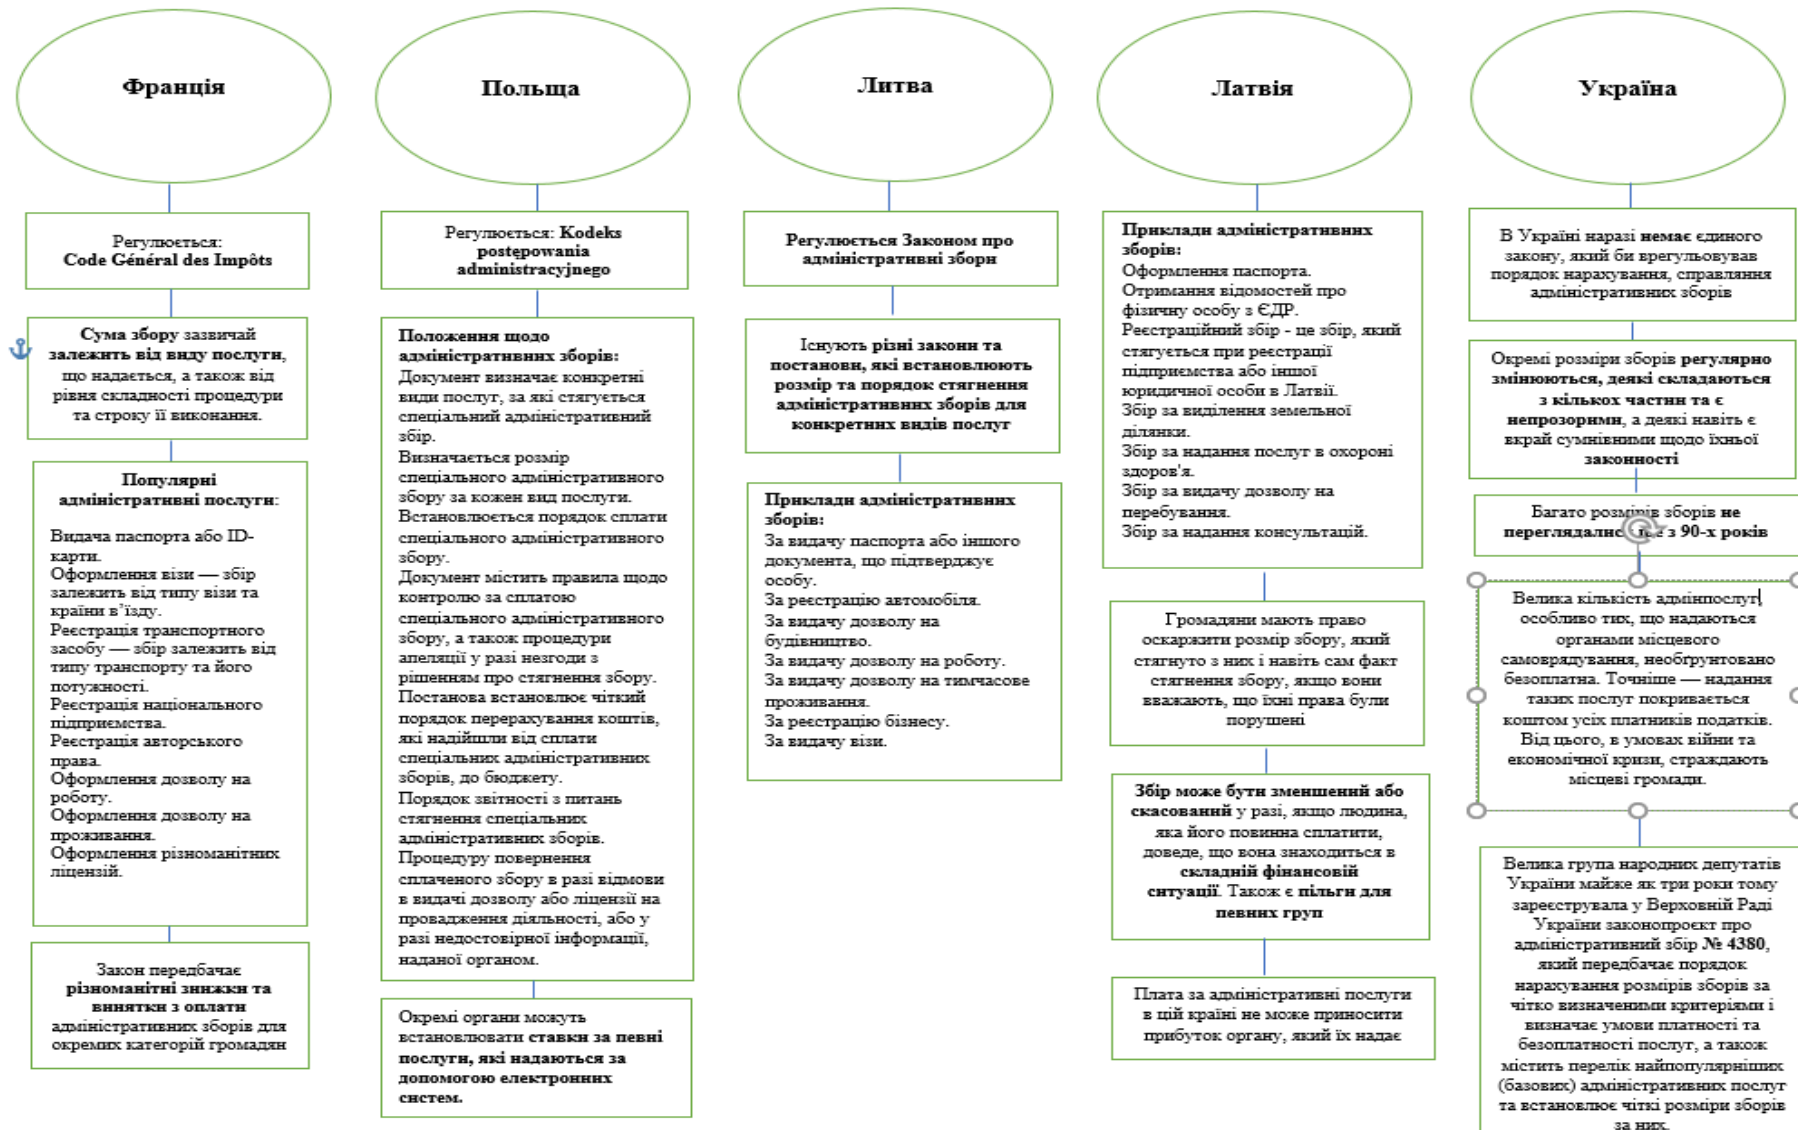 Франція
Регулюється:
Code Général des Impôts
Сума збору зазвичай
залежить від виду послуги,
що надається, а також від
рівня складності процедури
та строку її виконання.
Популярні
адміністративні послуги:
Видача паспорта або ID-
карти.
Оформлення візи — збір
залежить від типу візи та
країни в’їзду.
Реєстрація транспортного
засобу — збір залежить від
типу транспорту та його
потужності.
Реєстрація національного
підприємства.
Реєстрація авторського
права.
Оформлення дозволу на
роботу.
Оформлення дозволу на
проживання.
Оформлення різноманітних
ліцензій.
Закон передбачає
різноманітні знижки та
винятки з оплати
адміністративних зборів для
окремих категорій громадян
Польща
Регулюється: Kodeks
postępowania
administracyjnego
Положення щодо
адміністративних зборів:
Документ визначає конкретні
види послуг, за які стягується
спеціальний адміністративний
збір.
Визначається розмір
спеціального адміністративного
збору за кожен вид послуги.
Встановлюється порядок сплати
спеціального адміністративного
збору.
Документ містить правила щодо
контролю за сплатою
спеціального адміністративного
збору, а також процедури
апеляції у разі незгоди з
рішенням про стягнення збору.
Постанова встановлює чіткий
порядок перерахування коштів,
які надійшли від сплати
спеціальних адміністративних
зборів, до бюджету.
Порядок звітності з питань
стягнення спеціальних
адміністративних зборів.
Процедуру повернення
сплаченого збору в разі відмови
в видачі дозволу або ліцензії на
провадження діяльності, або у
разі недостовірної інформації,
наданої органом.
Окремі органи можуть
встановлювати ставки за певні
послуги, які надаються за
допомогою електронних
систем.
Литва
Регулюється Законом про
адміністративні збори
Існують різні закони та
постанови, які встановлюють
розмір та порядок стягнення
адміністративних зборів для
конкретних видів послуг
Приклади адміністративних
зборів:
За видачу паспорта або іншого
документа, що підтверджує
особу.
За реєстрацію автомобіля.
За видачу дозволу на
будівництво.
За видачу дозволу на роботу.
За видачу дозволу на тимчасове
проживання.
За реєстрацію бізнесу.
За видачу візи.
Латвія
Приклади адміністративних
зборів:
Оформлення паспорта.
Отримання відомостей про
фізичну особу з ЄДР.
Реєстраційний збір - це збір, який
стягується при реєстрації
підприємства або іншої
юридичної особи в Латвії.
Збір за виділення земельної
ділянки.
Збір за надання послуг в охороні
здоров'я.
Збір за видачу дозволу на
перебування.
Збір за надання консультацій.
Громадяни мають право
оскаржити розмір збору, який
стягнуто з них і навіть сам факт
стягнення збору, якщо вони
вважають, що їхні права були
порушені
Збір може бути зменшений або
скасований у разі, якщо людина,
яка його повинна сплатити,
доведе, що вона знаходиться в
складній фінансовій
ситуації. Також є пільги для
певних груп
Плата за адміністративні послуги
в цій країні не може приносити
прибуток органу, який їх надає
Україна
В Україні наразі немає єдиного
закону, який би врегульовував
порядок нарахування, справляння
адміністративних зборів
Окремі розміри зборів регулярно
змінюються, деякі складаються
з кількох частин та є
непрозорими, а деякі навіть є
вкрай сумнівними щодо їхньої
законності
Багато розмірів зборів не
з 90-х років
Велика кількість адмінпослуг,
особливо тих, що надаються
органами місцевого
самоврядування, необґрунтовано
безоплатна. Точніше — надання
таких послуг покривається
коштом усіх платників податків.
Від цього, в умовах війни та
економічної кризи, страждають
місцеві громади.
Велика група народних депутатів
України майже як три роки тому
зареєструвала у Верховній Раді
України законопроєкт про
адміністративний збір № 4380,
який передбачає порядок
нарахування розмірів зборів за
чітко визначеними критеріями і
визначає умови платності та
безоплатності послуг, а також
містить перелік найпопулярніших
(базових) адміністративних послуг
та встановлює чіткі розміри зборів
за них.